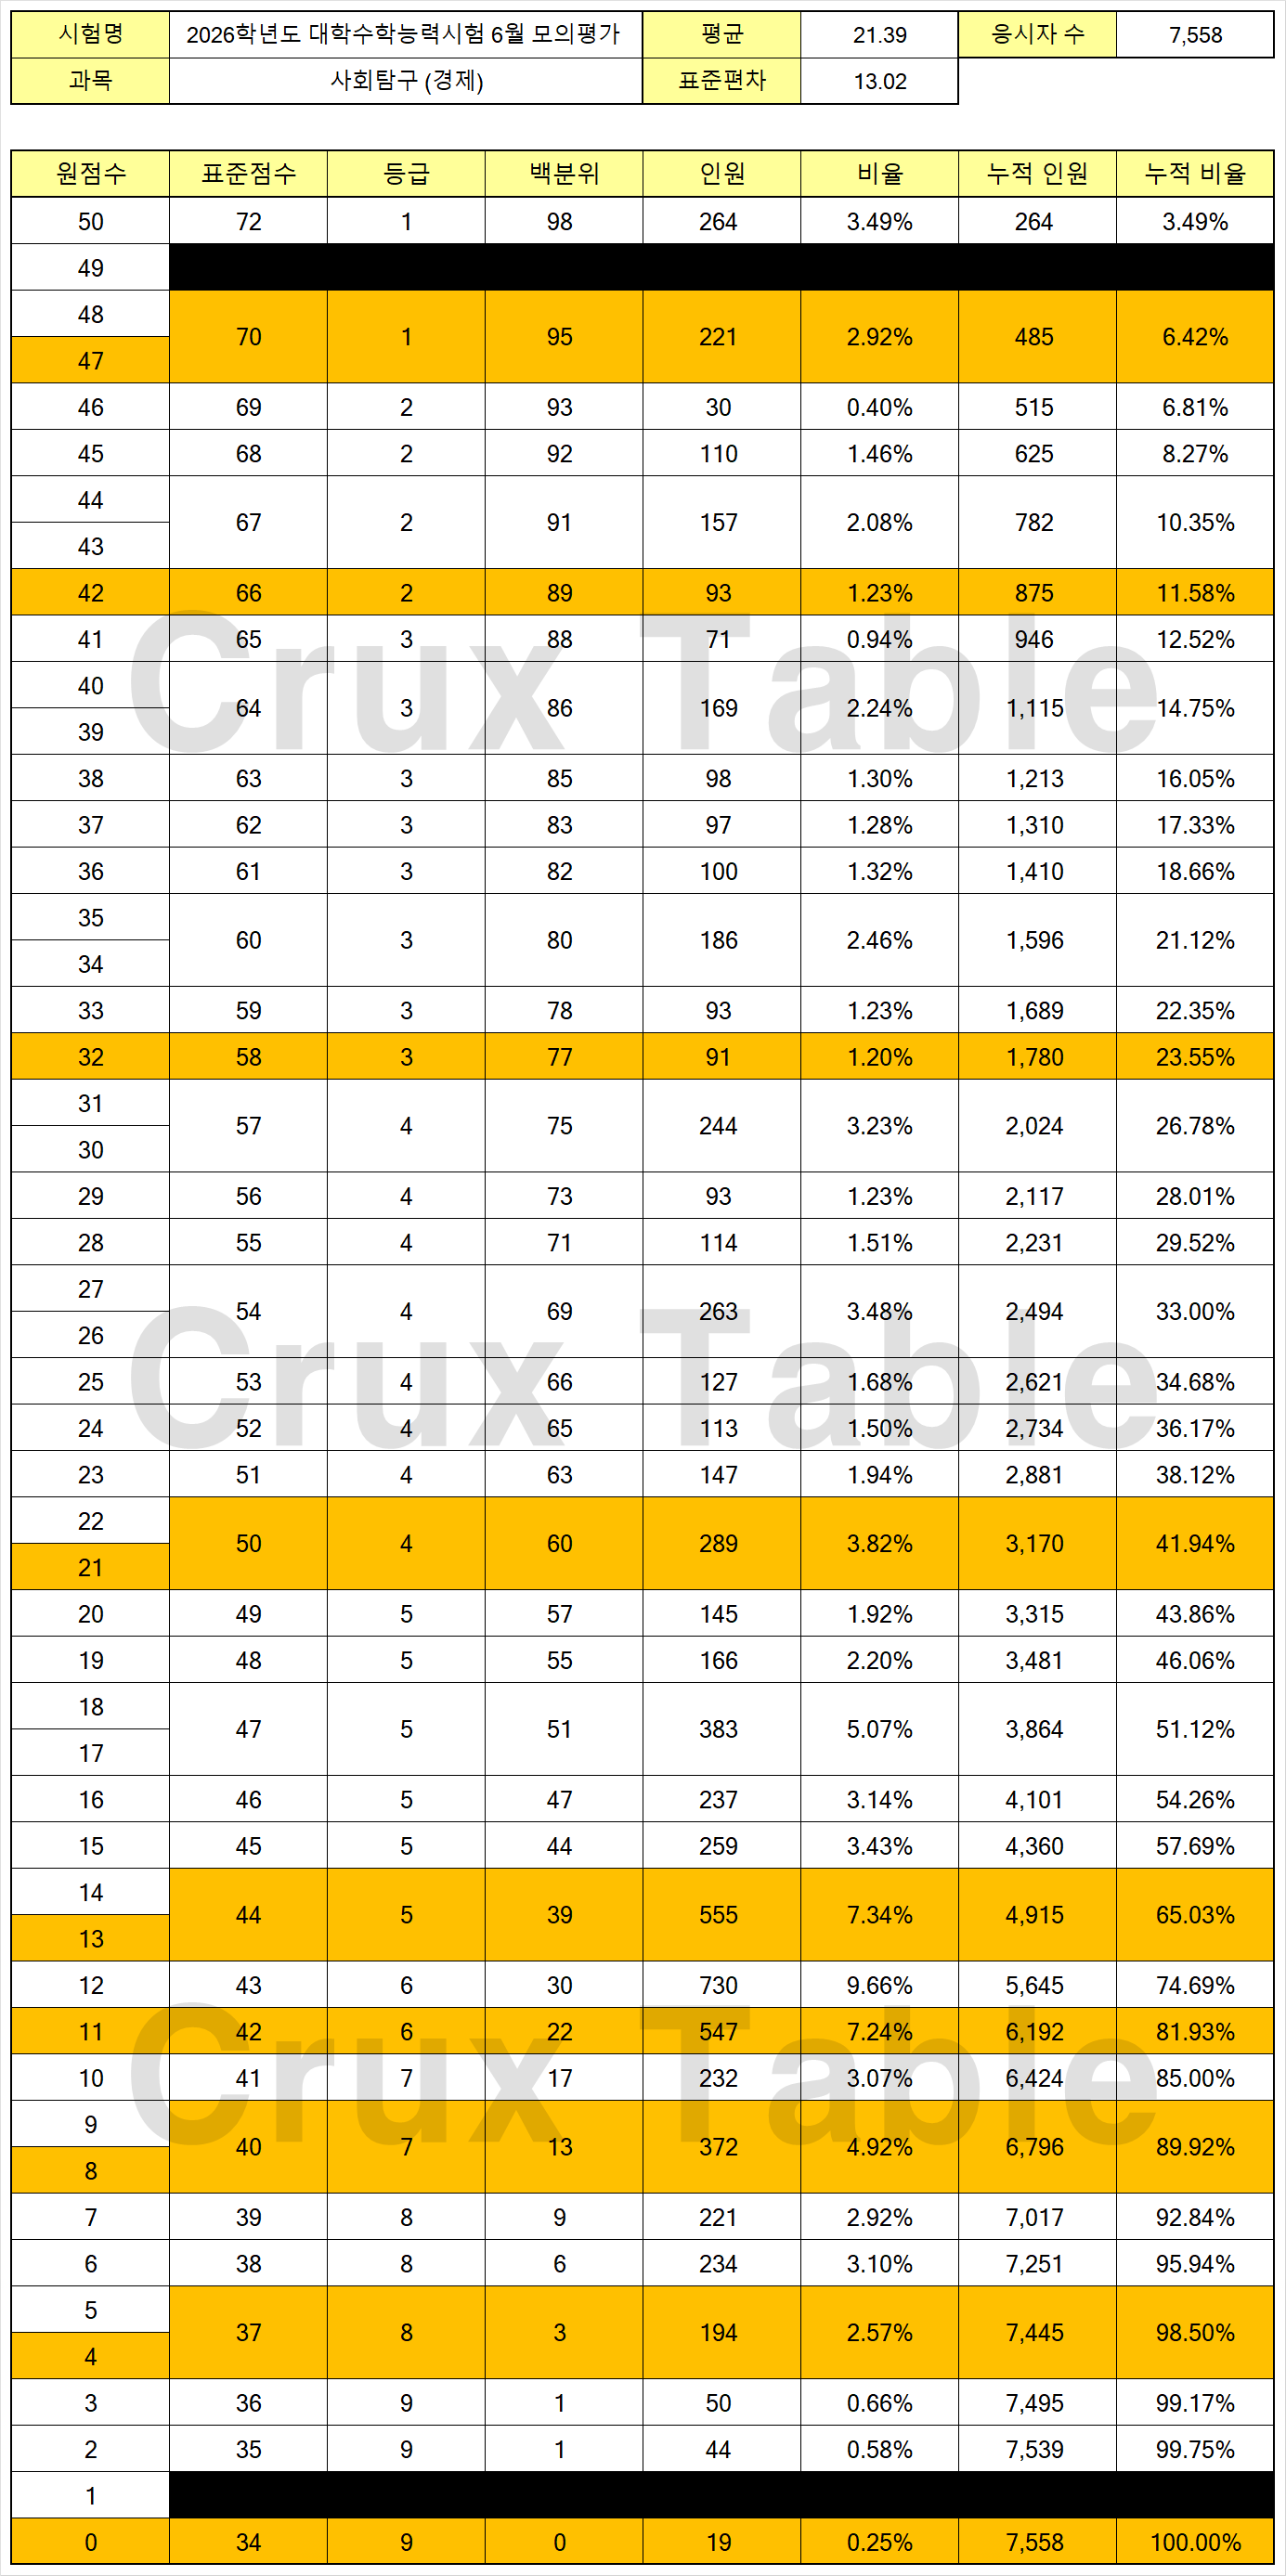 시험명 2026학년도 대학수학능력시험 6월 모의평가 평균 21.39 응시자 수 7,558
과목 사회탐구 (경제) 표준편차 13.02
원점수 표준점수 등급 백분위 인원 비율 누적 인원 누적 비율
50 72 1 98 264 3.49% 264 3.49%
49
48
70 1 95 221 2.92% 485 6.42%
47
46 69 2 93 30 0.40% 515 6.81%
45 68 2 92 110 1.46% 625 8.27%
44
67 2 91 157 2.08% 782 10.35%
43
42 66 2 89 93 1.23% 875 11.58%
41 65 3 88 71 0.94% 946 12.52%
Crux Table
40
64 3 86 169 2.24% 1,115 14.75%
39
38 63 3 85 98 1.30% 1,213 16.05%
37 62 3 83 97 1.28% 1,310 17.33%
36 61 3 82 100 1.32% 1,410 18.66%
35
60 3 80 186 2.46% 1,596 21.12%
34
33 59 3 78 93 1.23% 1,689 22.35%
32 58 3 77 91 1.20% 1,780 23.55%
31
57 4 75 244 3.23% 2,024 26.78%
30
29 56 4 73 93 1.23% 2,117 28.01%
28 55 4 71 114 1.51% 2,231 29.52%
27
54 4 69 263 3.48% 2,494 33.00%
26
Crux Table
25 53 4 66 127 1.68% 2,621 34.68%
24 52 4 65 113 1.50% 2,734 36.17%
23 51 4 63 147 1.94% 2,881 38.12%
22
50 4 60 289 3.82% 3,170 41.94%
21
20 49 5 57 145 1.92% 3,315 43.86%
19 48 5 55 166 2.20% 3,481 46.06%
18
47 5 51 383 5.07% 3,864 51.12%
17
16 46 5 47 237 3.14% 4,101 54.26%
15 45 5 44 259 3.43% 4,360 57.69%
14
44 5 39 555 7.34% 4,915 65.03%
13
12 43 6 30 730 9.66% 5,645 74.69%
11 42 6 22 547 7.24% 6,192 81.93%
Crux Table
10 41 7 17 232 3.07% 6,424 85.00%
9
40 7 13 372 4.92% 6,796 89.92%
8
7 39 8 9 221 2.92% 7,017 92.84%
6 38 8 6 234 3.10% 7,251 95.94%
5
37 8 3 194 2.57% 7,445 98.50%
4
3 36 9 1 50 0.66% 7,495 99.17%
2 35 9 1 44 0.58% 7,539 99.75%
1
0 34 9 0 19 0.25% 7,558 100.00%